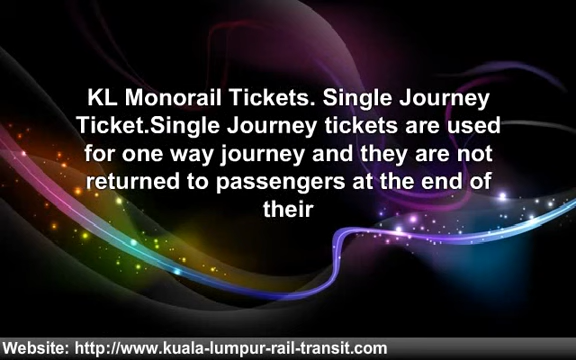 KL Monorail Tickets. Single Journey
Ticket.Single Journey tickets are used
for one way journey and they are not
returned to passengers at the end of
their
Website: http://www.kuala-lumpur-rail-transit.com